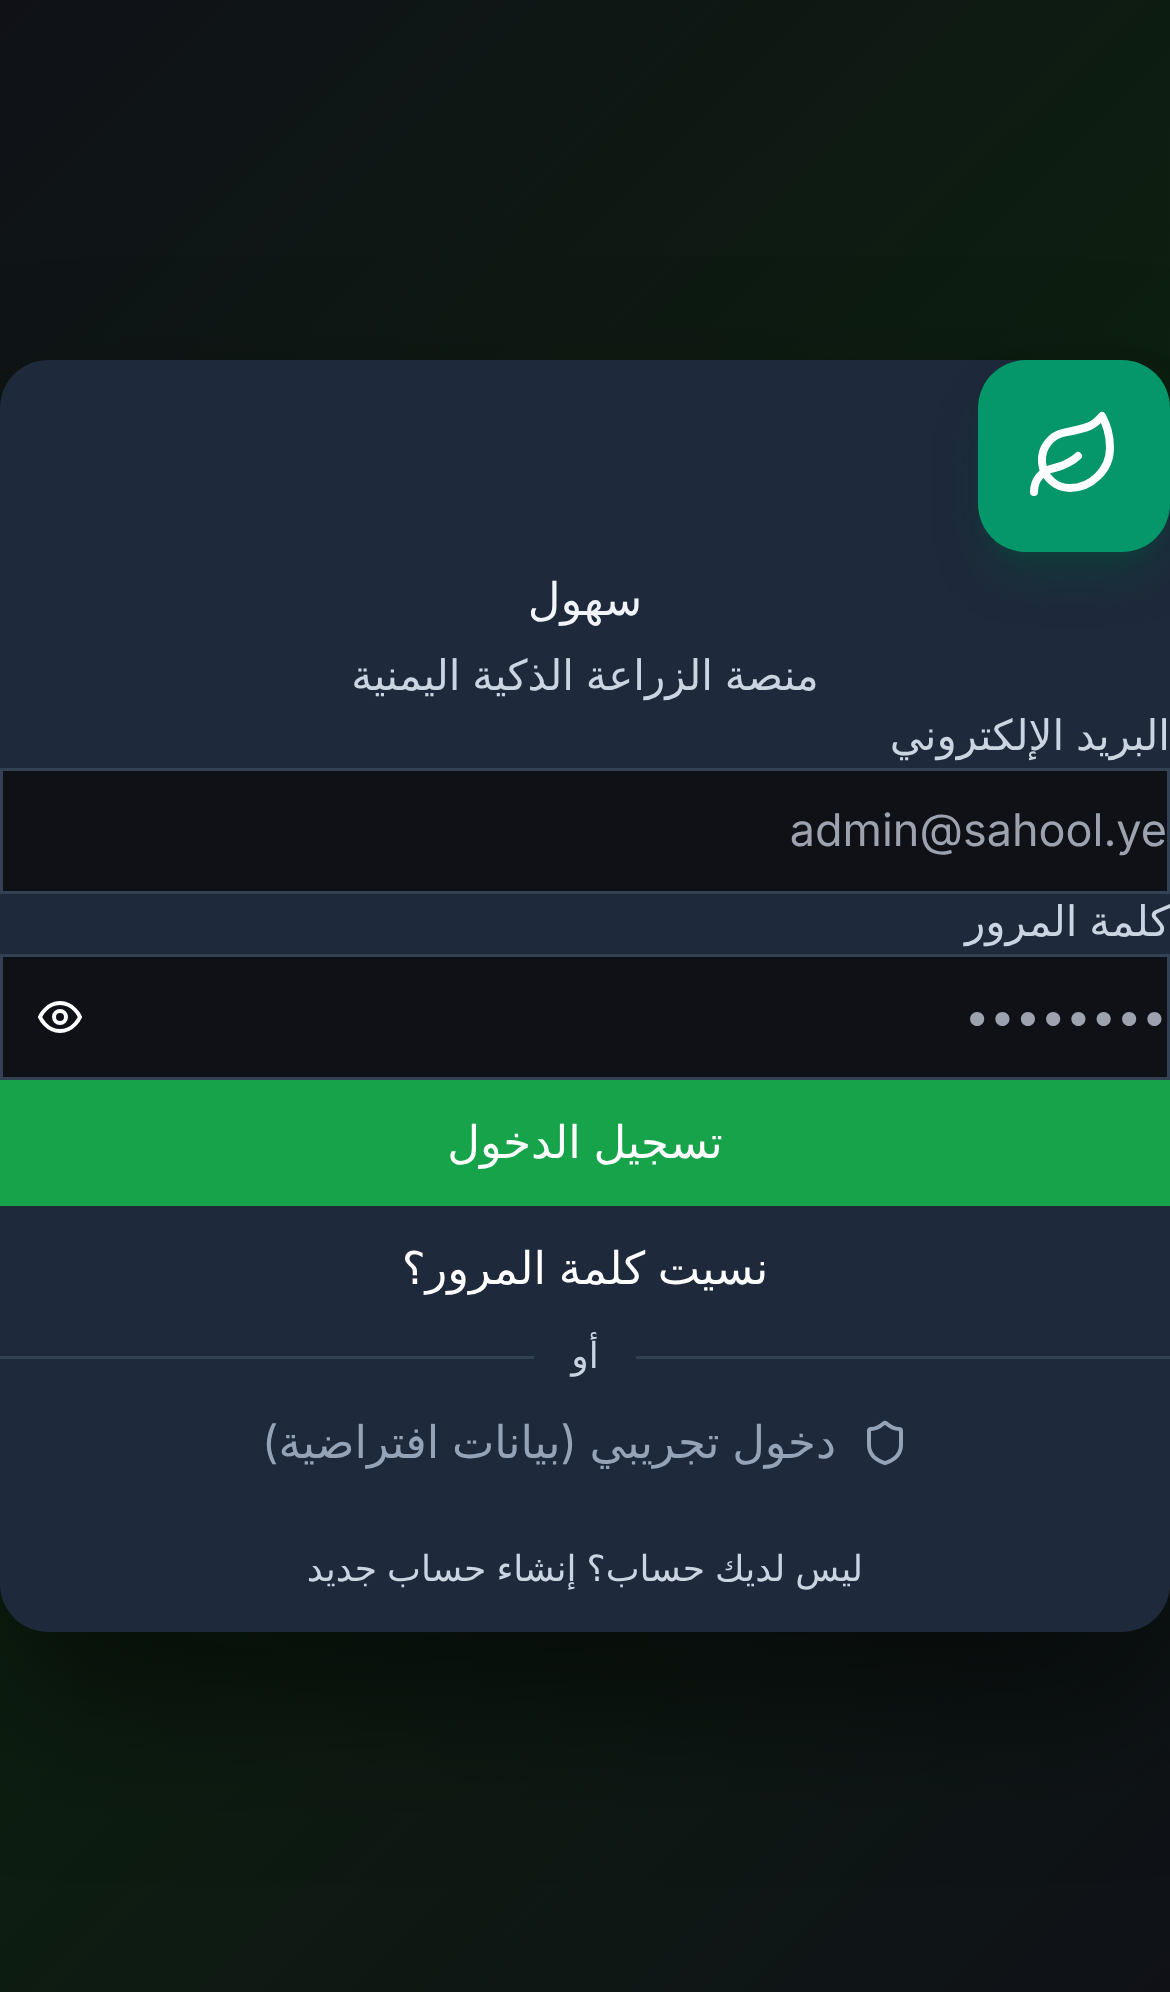 سهول
منصة الزراعة الذكية اليمنية
البريد الإلكتروني
admin@sahool.ye
كلمة المرور
••••••••
تسجيل الدخول
نسيت كلمة المرور؟
أو
دخول تجريبي (بيانات افتراضية)
ليس لديك حساب؟ إنشاء حساب جديد